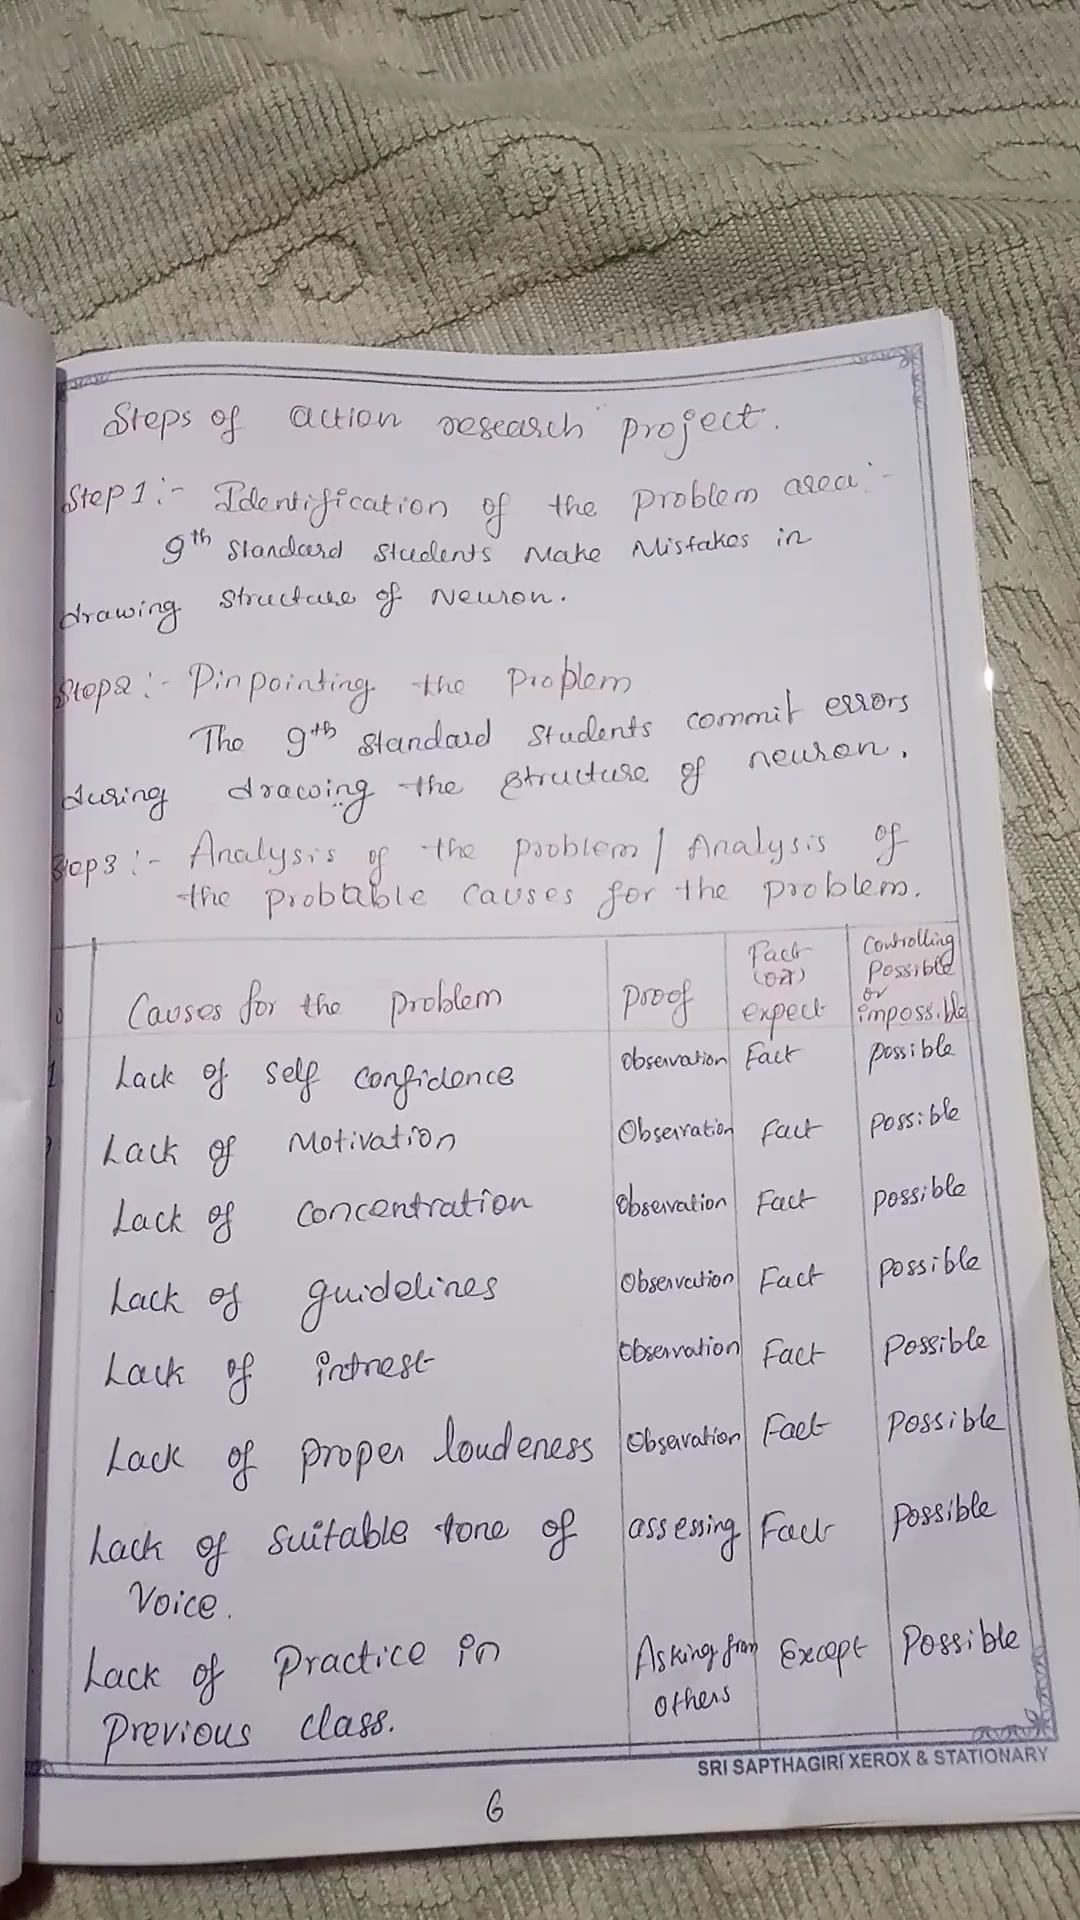 Steps of action research project.
Step 1:- Identification of the Problem area:-
9th Standard Students Make Mistakes in
drawing Structure of Neuron.
Step2:- Pinpointing the Problem
The 9th standard Students commit errors
during drawing the structure of neuron.
Step3:- Analysis of the problem / Analysis of
the probable causes for the problem.
Causes for the problem Proof Fact (or) expect Controlling Possible or impossible
1 Lack of self confidence Observation Fact possible
Lack of Motivation Observation Fact possible
Lack of concentration Observation Fact possible
Lack of guidelines Observation Fact possible
Lack of intrest Observation Fact possible
Lack of proper loudeness Observation Fact possible
Lack of suitable tone of assessing Fact possible
Voice.
Lack of Practice in Asking from Except Possible
Previous class. others
SRI SAPTHAGIRI XEROX & STATIONARY
6